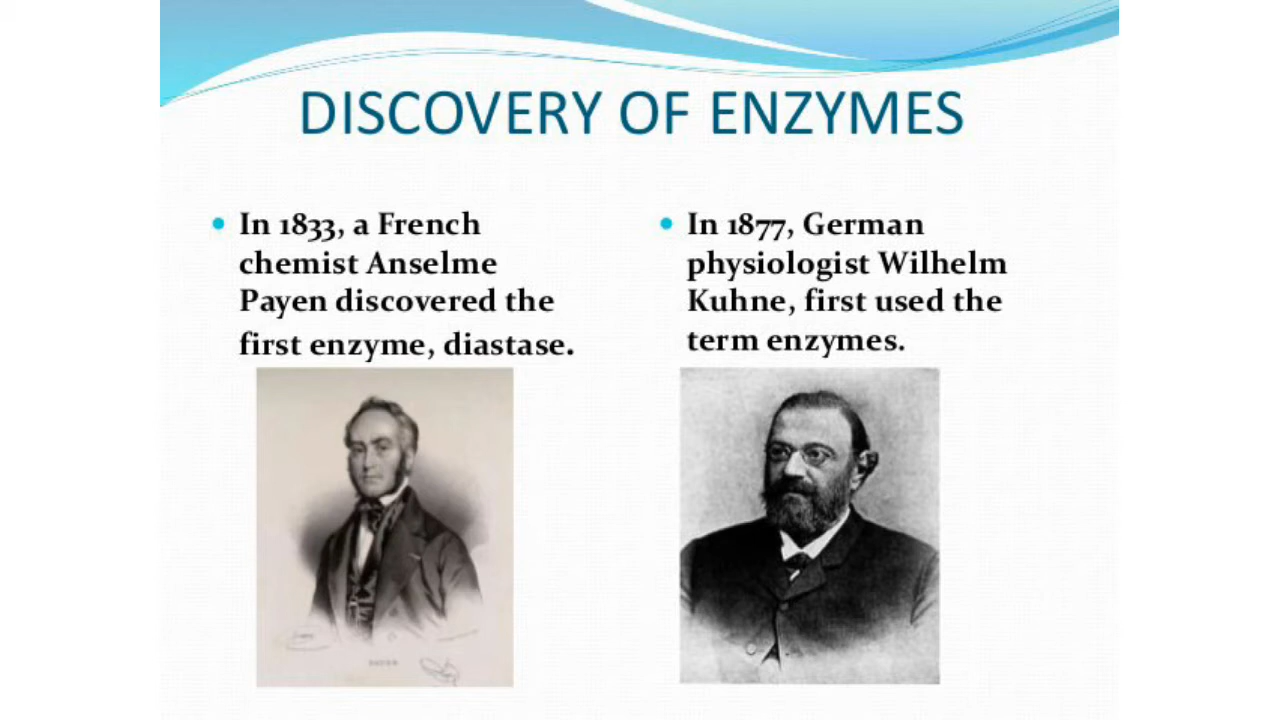 DISCOVERY OF ENZYMES
• In 1833, a French
chemist Anselme
Payen discovered the
first enzyme, diastase.
• In 1877, German
physiologist Wilhelm
Kuhne, first used the
term enzymes.